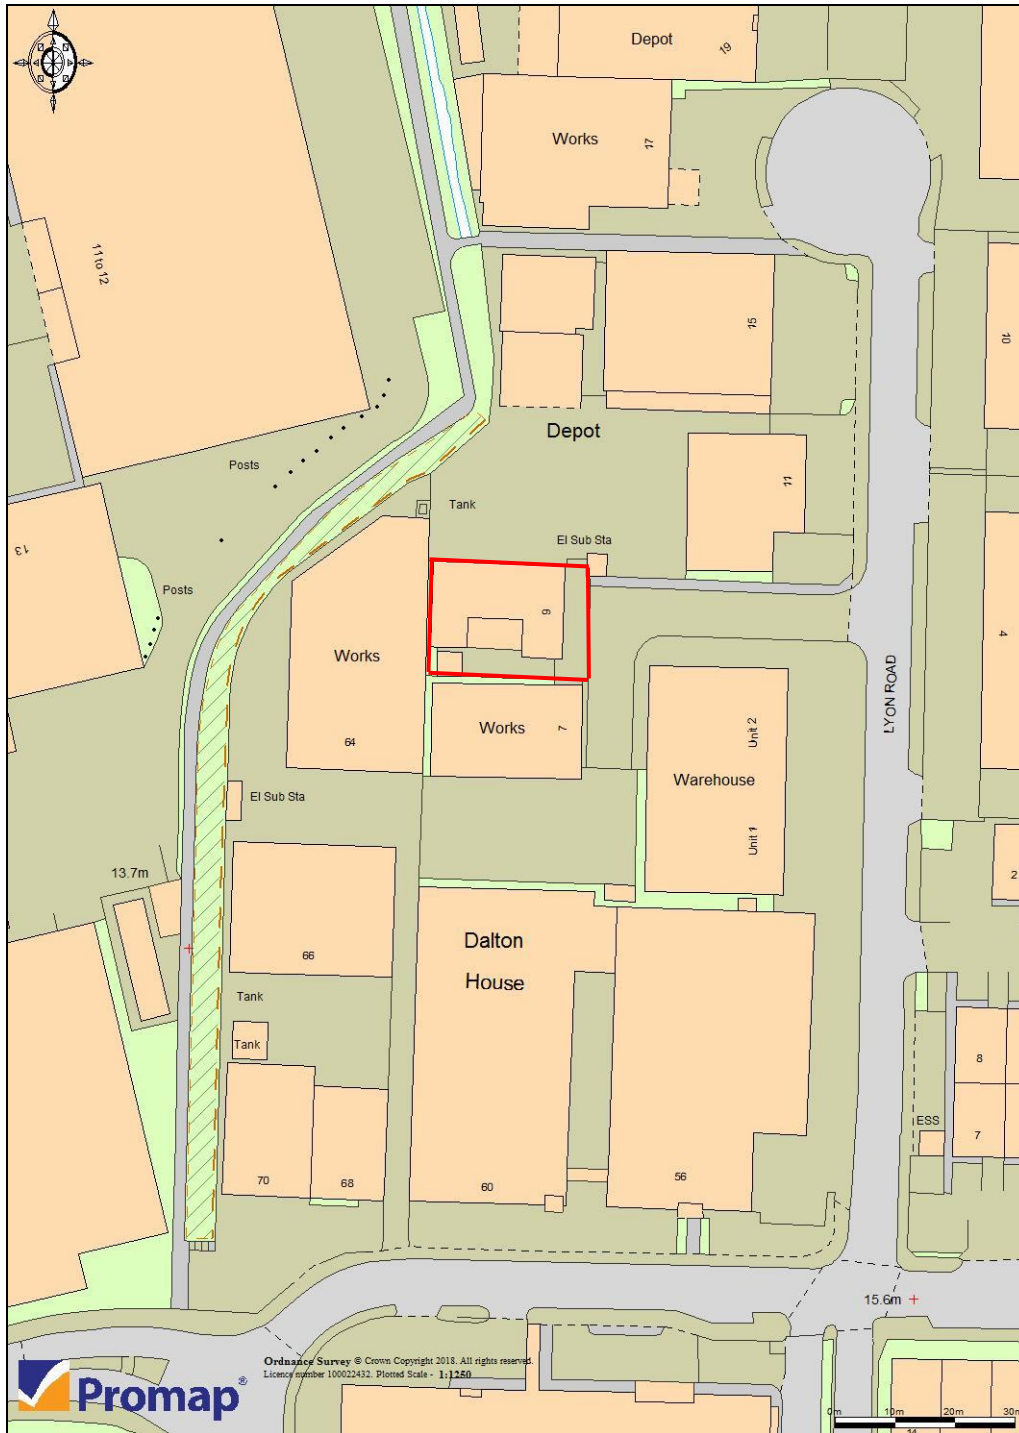 Depot
19
Works
17
11 to 12
15
10
Depot
Posts
11
Tank
13
El Sub Sta
Posts
9
4
Works
LYON ROAD
Works
7
Unit 2
64
Warehouse
El Sub Sta
Unit 1
13.7m
2
Dalton
House
66
Tank
Tank
8
ESS
7
70
68
60
56
15.6m
Ordnance Survey © Crown Copyright 2018. All rights reserved.
Licence number 100022432. Plotted Scale - 1:1250
Promap®
0m 10m 20m 30m
14